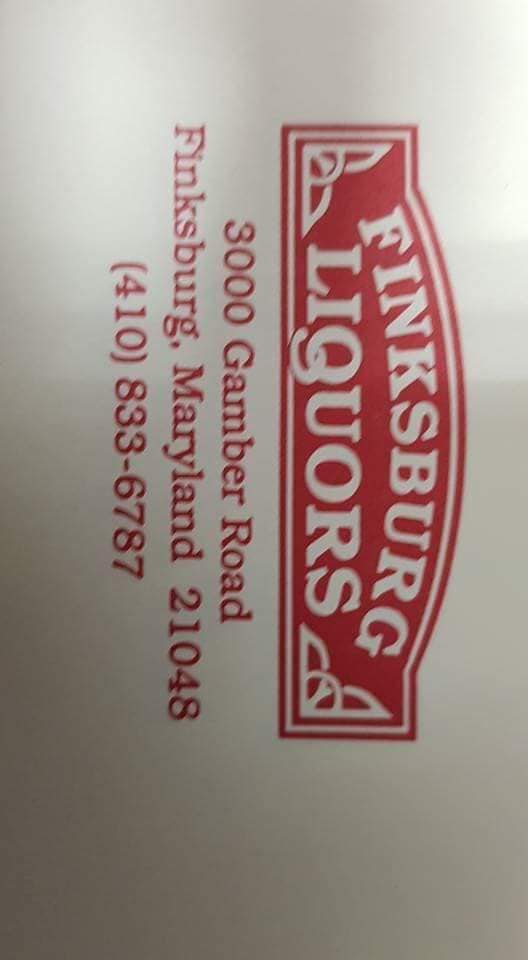 FINKSBURG
LIQUORS
3000 Gamber Road
Finksburg, Maryland 21048
(410) 833-6787